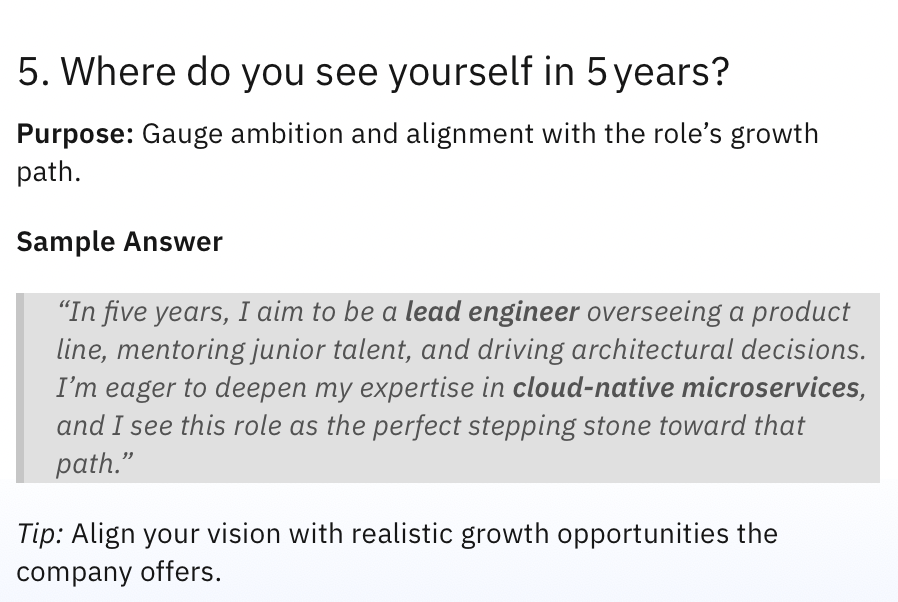 5. Where do you see yourself in 5 years?
Purpose: Gauge ambition and alignment with the role’s growth
path.
Sample Answer
“In five years, I aim to be a lead engineer overseeing a product
line, mentoring junior talent, and driving architectural decisions.
I’m eager to deepen my expertise in cloud-native microservices,
and I see this role as the perfect stepping stone toward that
path.”
Tip: Align your vision with realistic growth opportunities the
company offers.